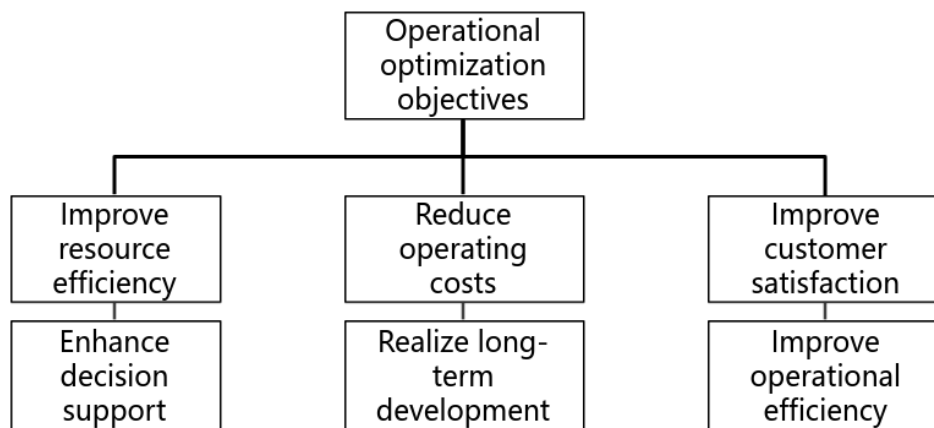 Operational
optimization
objectives
Improve
resource
efficiency
Reduce
operating
costs
Improve
customer
satisfaction
Enhance
decision
support
Realize long-
term
development
Improve
operational
efficiency